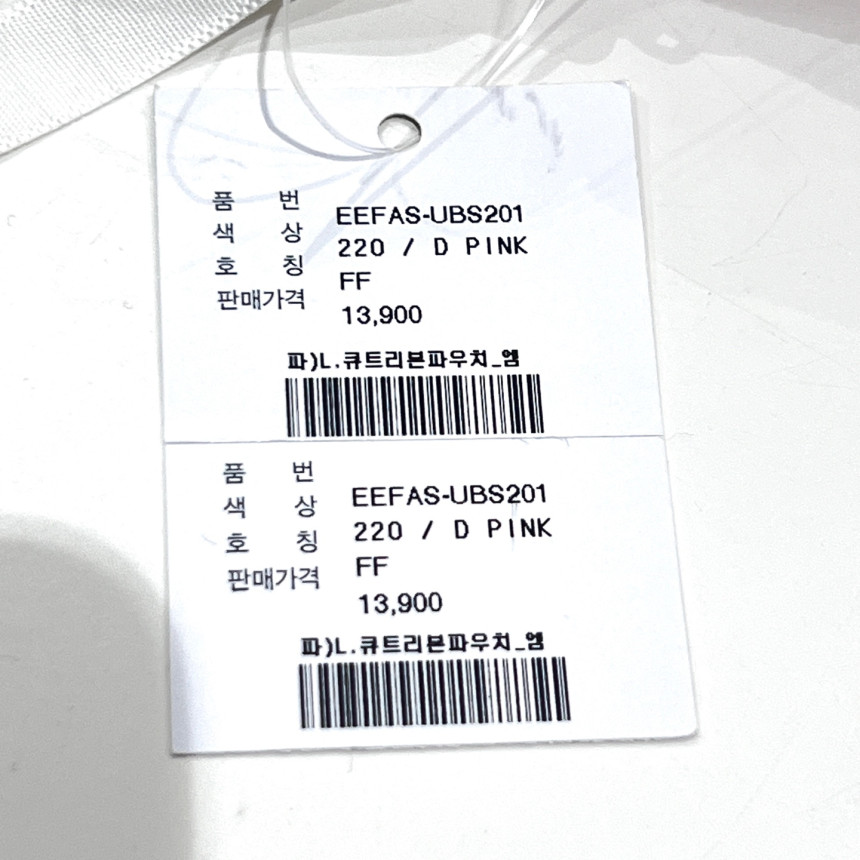 품 번 EEFAS-UBS201
색 상 220 / D PINK
호 칭 FF
판매가격 13,900
파)L.큐트리본파우치_엠
품 번 EEFAS-UBS201
색 상 220 / D PINK
호 칭 FF
판매가격 13,900
파)L.큐트리본파우치_엠